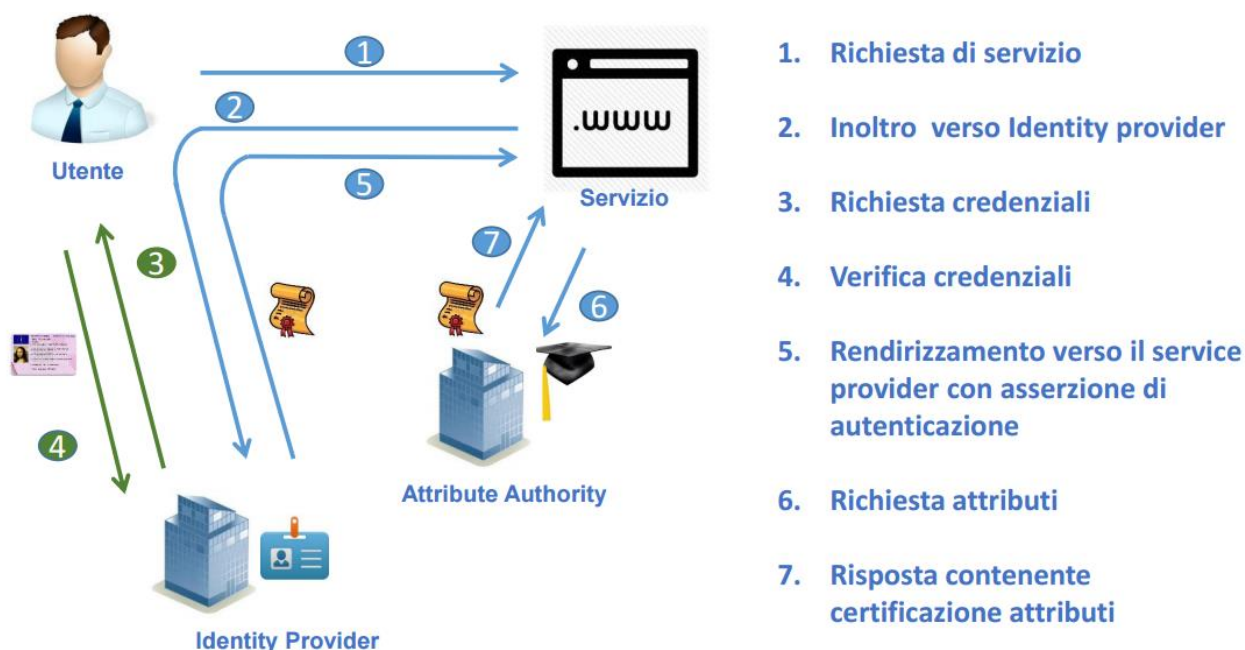 1
2
5
3
4
7
6
.www
Utente
Servizio
Attribute Authority
Identity Provider
1. Richiesta di servizio
2. Inoltro verso Identity provider
3. Richiesta credenziali
4. Verifica credenziali
5. Rendirizzamento verso il service
provider con asserzione di
autenticazione
6. Richiesta attributi
7. Risposta contenente
certificazione attributi